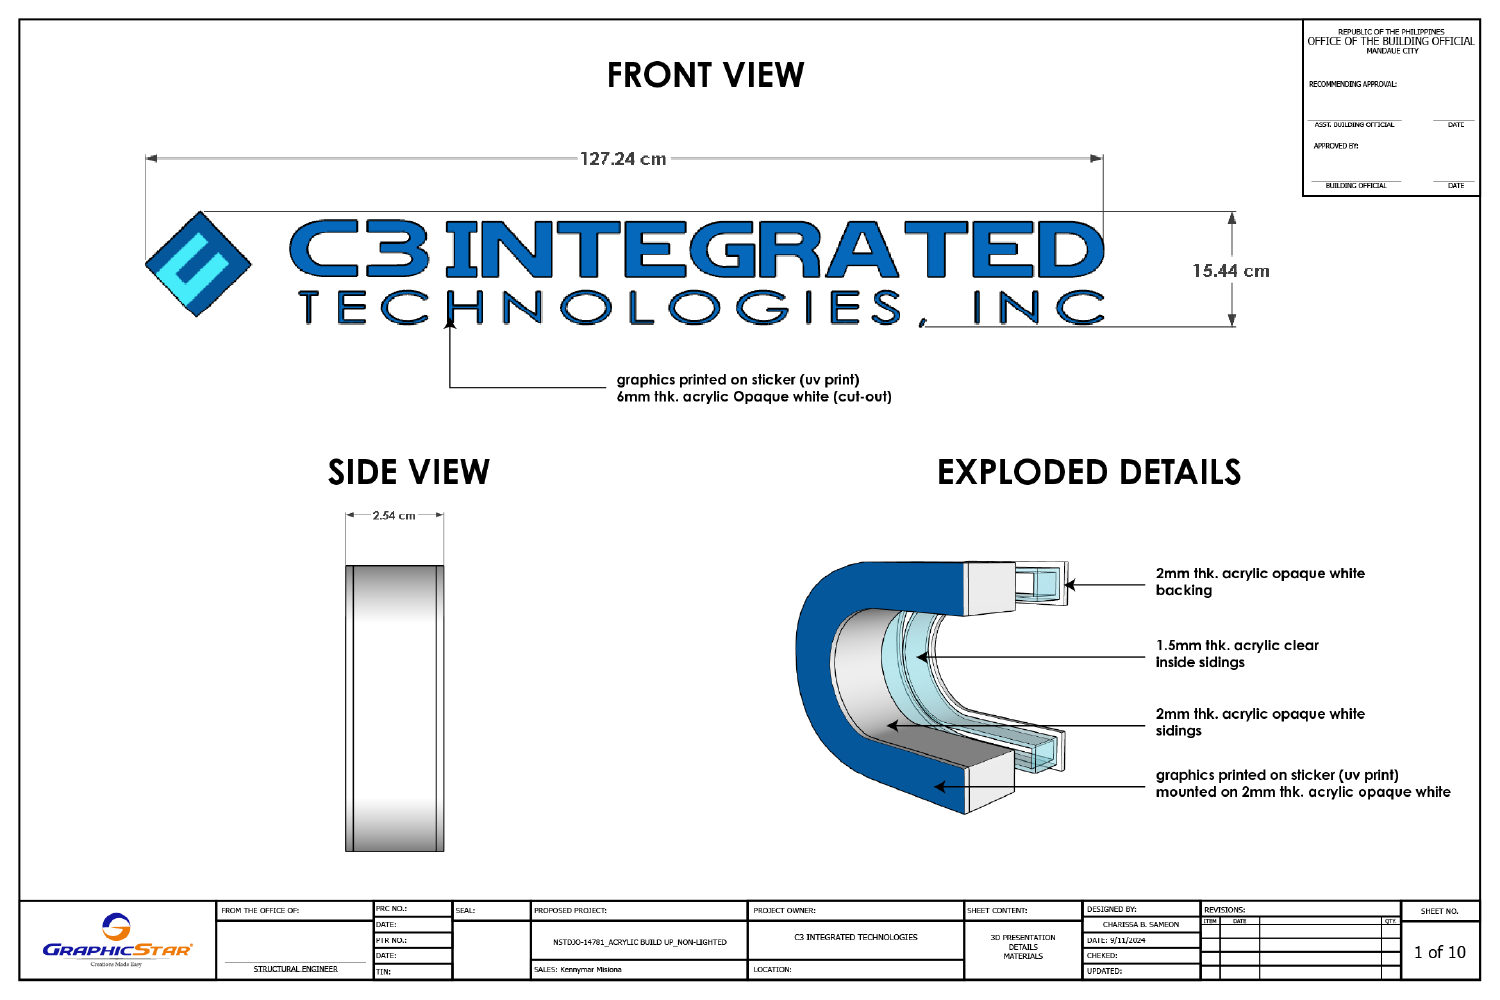 REPUBLIC OF THE PHILIPPINES
OFFICE OF THE BUILDING OFFICIAL
MANDAUE CITY
RECOMMENDING APPROVAL:
ASST. BUILDING OFFICIAL DATE
APPROVED BY:
BUILDING OFFICIAL DATE
FRONT VIEW
127.24 cm
C3 INTEGRATED
TECHNOLOGIES, INC
15.44 cm
graphics printed on sticker (uv print)
6mm thk. acrylic Opaque white (cut-out)
SIDE VIEW
2.54 cm
EXPLODED DETAILS
2mm thk. acrylic opaque white
backing
1.5mm thk. acrylic clear
inside sidings
2mm thk. acrylic opaque white
sidings
graphics printed on sticker (uv print)
mounted on 2mm thk. acrylic opaque white
GRAPHICSTAR
Creations Made Easy
FROM THE OFFICE OF:
STRUCTURAL ENGINEER
PRC NO.:
DATE:
PTR NO.:
DATE:
TIN:
SEAL:
PROPOSED PROJECT:
NSTDJO-14781_ACRYLIC BUILD UP_NON-LIGHTED
SALES: Kennymar Misiona
PROJECT OWNER:
C3 INTEGRATED TECHNOLOGIES
LOCATION:
SHEET CONTENT:
3D PRESENTATION
DETAILS
MATERIALS
DESIGNED BY:
CHARISSA B. SAMEON
DATE: 9/11/2024
CHEKED:
UPDATED:
REVISIONS:
ITEM DATE QTY.
SHEET NO.
1 of 10